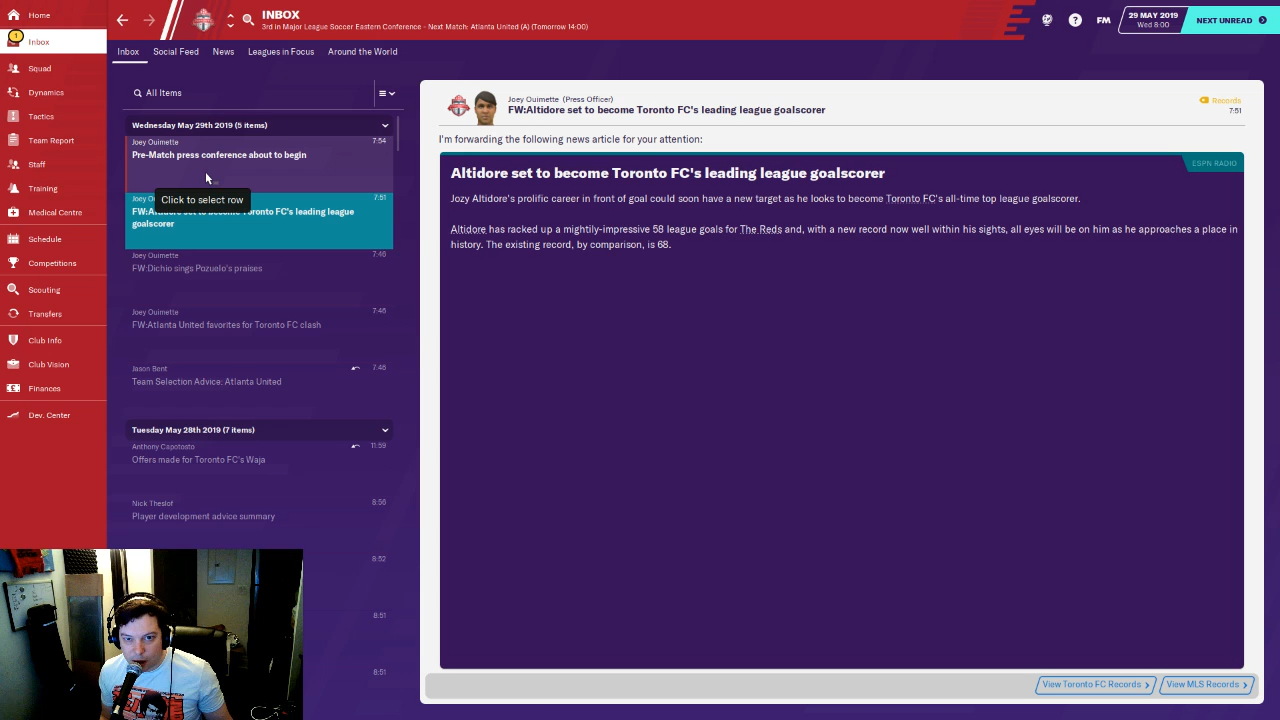 Home
INBOX
3rd in Major League Soccer Eastern Conference - Next Match: Atlanta United (A) (Tomorrow 14:00)
FM
29 MAY 2019
Wed 8:00
NEXT UNREAD
1
Inbox
Inbox
Social Feed
News
Leagues in Focus
Around the World
Squad
Dynamics
Tactics
Team Report
Staff
Training
Medical Centre
Schedule
Competitions
Scouting
Transfers
Club Info
Club Vision
Finances
Dev. Center
All Items
Wednesday May 29th 2019 (5 items)
Joey Ouimette
7:54
Pre-Match press conference about to begin
Click to select row
7:51
leading league
goalscorer
Joey Ouimette
7:46
FW:Dichio sings Pozuelo's praises
Joey Ouimette
7:46
FW:Atlanta United favorites for Toronto FC clash
Jason Bent
7:46
Team Selection Advice: Atlanta United
Tuesday May 28th 2019 (7 items)
Anthony Capotosto
11:59
Offers made for Toronto FC's Waja
Nick Theslof
8:56
Player development advice summary
8:52
8:51
8:51
Joey Ouimette (Press Officer)
FW:Altidore set to become Toronto FC's leading league goalscorer
Records
7:51
I'm forwarding the following news article for your attention:
ESPN RADIO
Altidore set to become Toronto FC's leading league goalscorer
Jozy Altidore's prolific career in front of goal could soon have a new target as he looks to become Toronto FC's all-time top league goalscorer.
Altidore has racked up a mightily-impressive 58 league goals for The Reds and, with a new record now well within his sights, all eyes will be on him as he approaches a place in
history. The existing record, by comparison, is 68.
View Toronto FC Records
View MLS Records